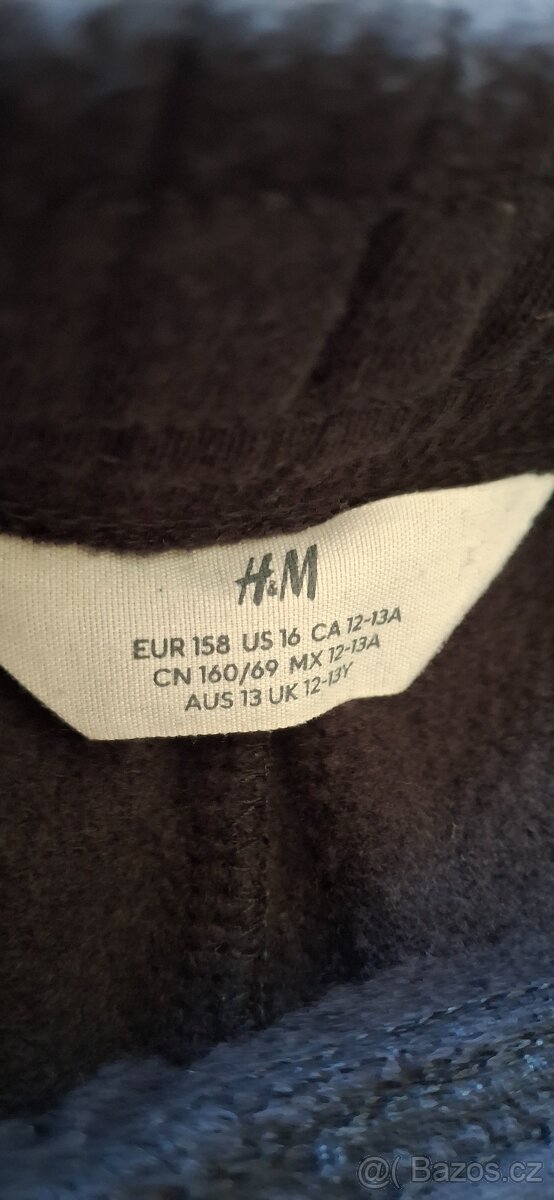 H&M
EUR 158 US 16 CA 12-13A
CN 160/69 MX 12-13A
AUS 13 UK 12-13Y
@( Bazos.cz